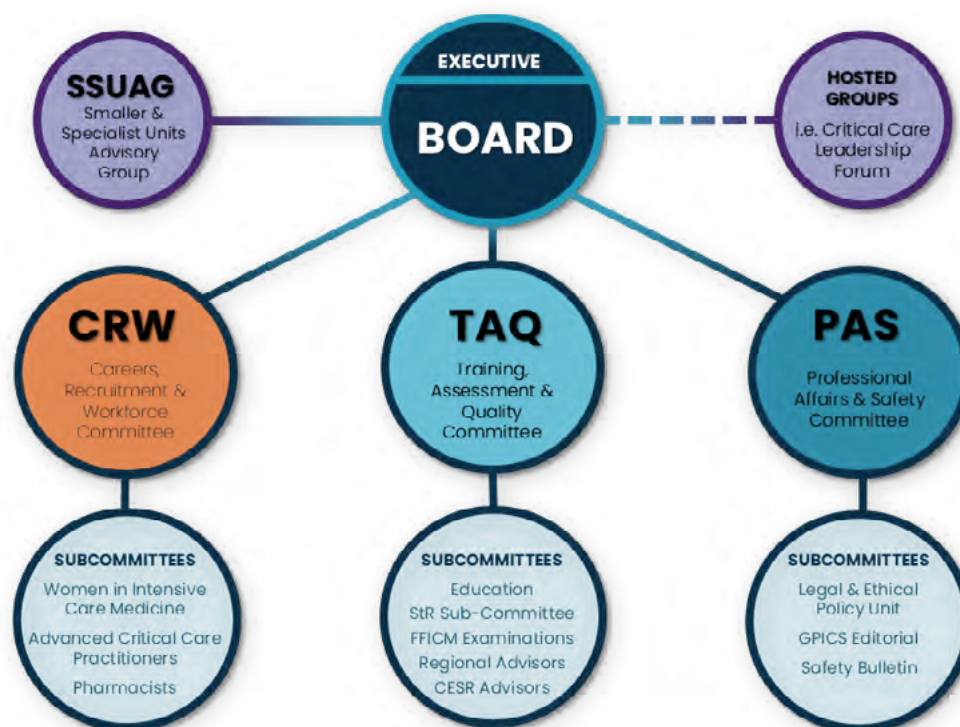 SSUAG
Smaller &
Specialist Units
Advisory
Group
EXECUTIVE
BOARD
HOSTED
GROUPS
i.e. Critical Care
Leadership
Forum
CRW
Careers,
Recruitment &
Workforce
Committee
TAQ
Training,
Assessment &
Quality
Committee
PAS
Professional
Affairs & Safety
Committee
SUBCOMMITTEES
Women in Intensive
Care Medicine
Advanced Critical Care
Practitioners
Pharmacists
SUBCOMMITTEES
Education
StR Sub-Committee
FFICM Examinations
Regional Advisors
CESR Advisors
SUBCOMMITTEES
Legal & Ethical
Policy Unit
GPICS Editorial
Safety Bulletin